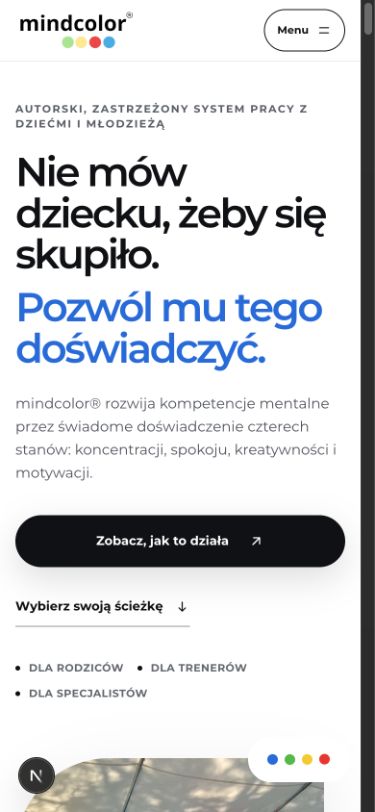 mindcolor®
Menu
AUTORSKI, ZASTRZEŻONY SYSTEM PRACY Z
DZIEĆMI I MŁODZIEŻĄ
Nie mów
dziecku, żeby się
skupiło.
Pozwól mu tego
doświadczyć.
mindcolor® rozwija kompetencje mentalne
przez świadome doświadczenie czterech
stanów: koncentracji, spokoju, kreatywności i
motywacji.
Zobacz, jak to działa
Wybierz swoją ścieżkę
DLA RODZICÓW
DLA TRENERÓW
DLA SPECJALISTÓW
N